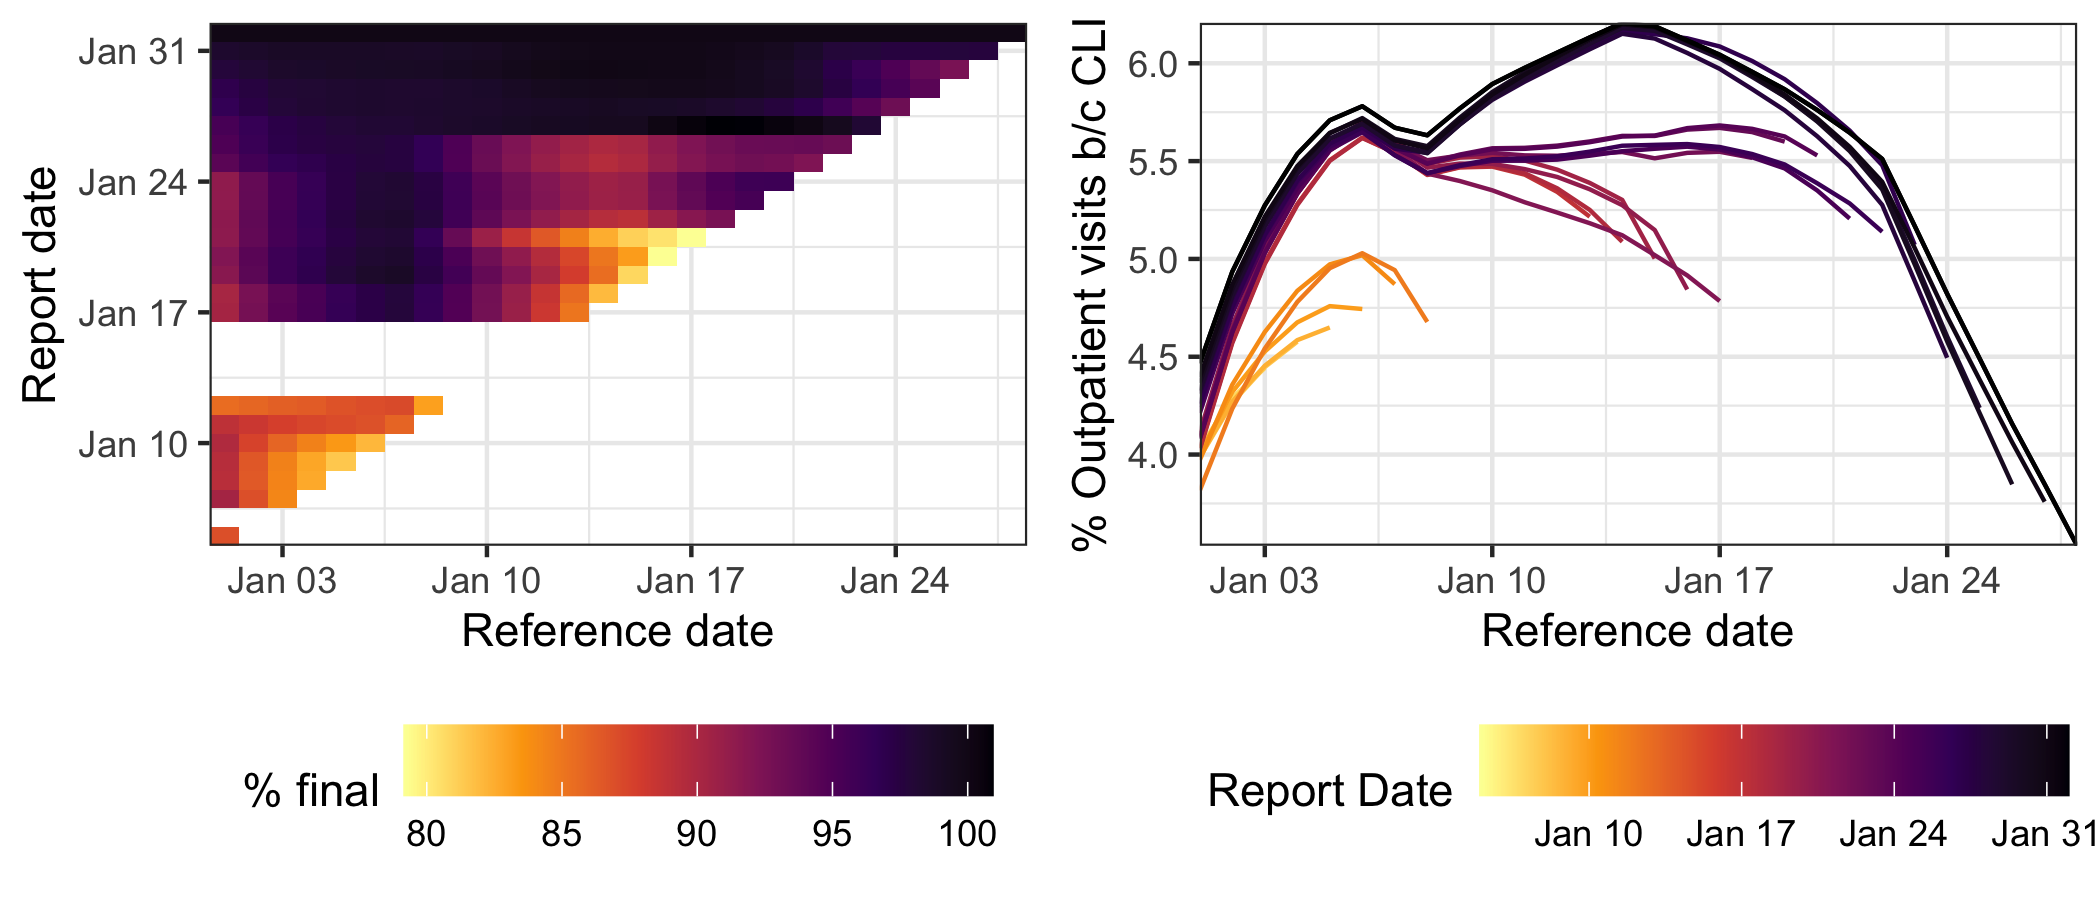 Report date
Jan 31
Jan 24
Jan 17
Jan 10
Jan 03 Jan 10 Jan 17 Jan 24
Reference date
% final
80 85 90 95 100
% Outpatient visits b/c CLI
6.0
5.5
5.0
4.5
4.0
Jan 03 Jan 10 Jan 17 Jan 24
Reference date
Report Date
Jan 10 Jan 17 Jan 24 Jan 31